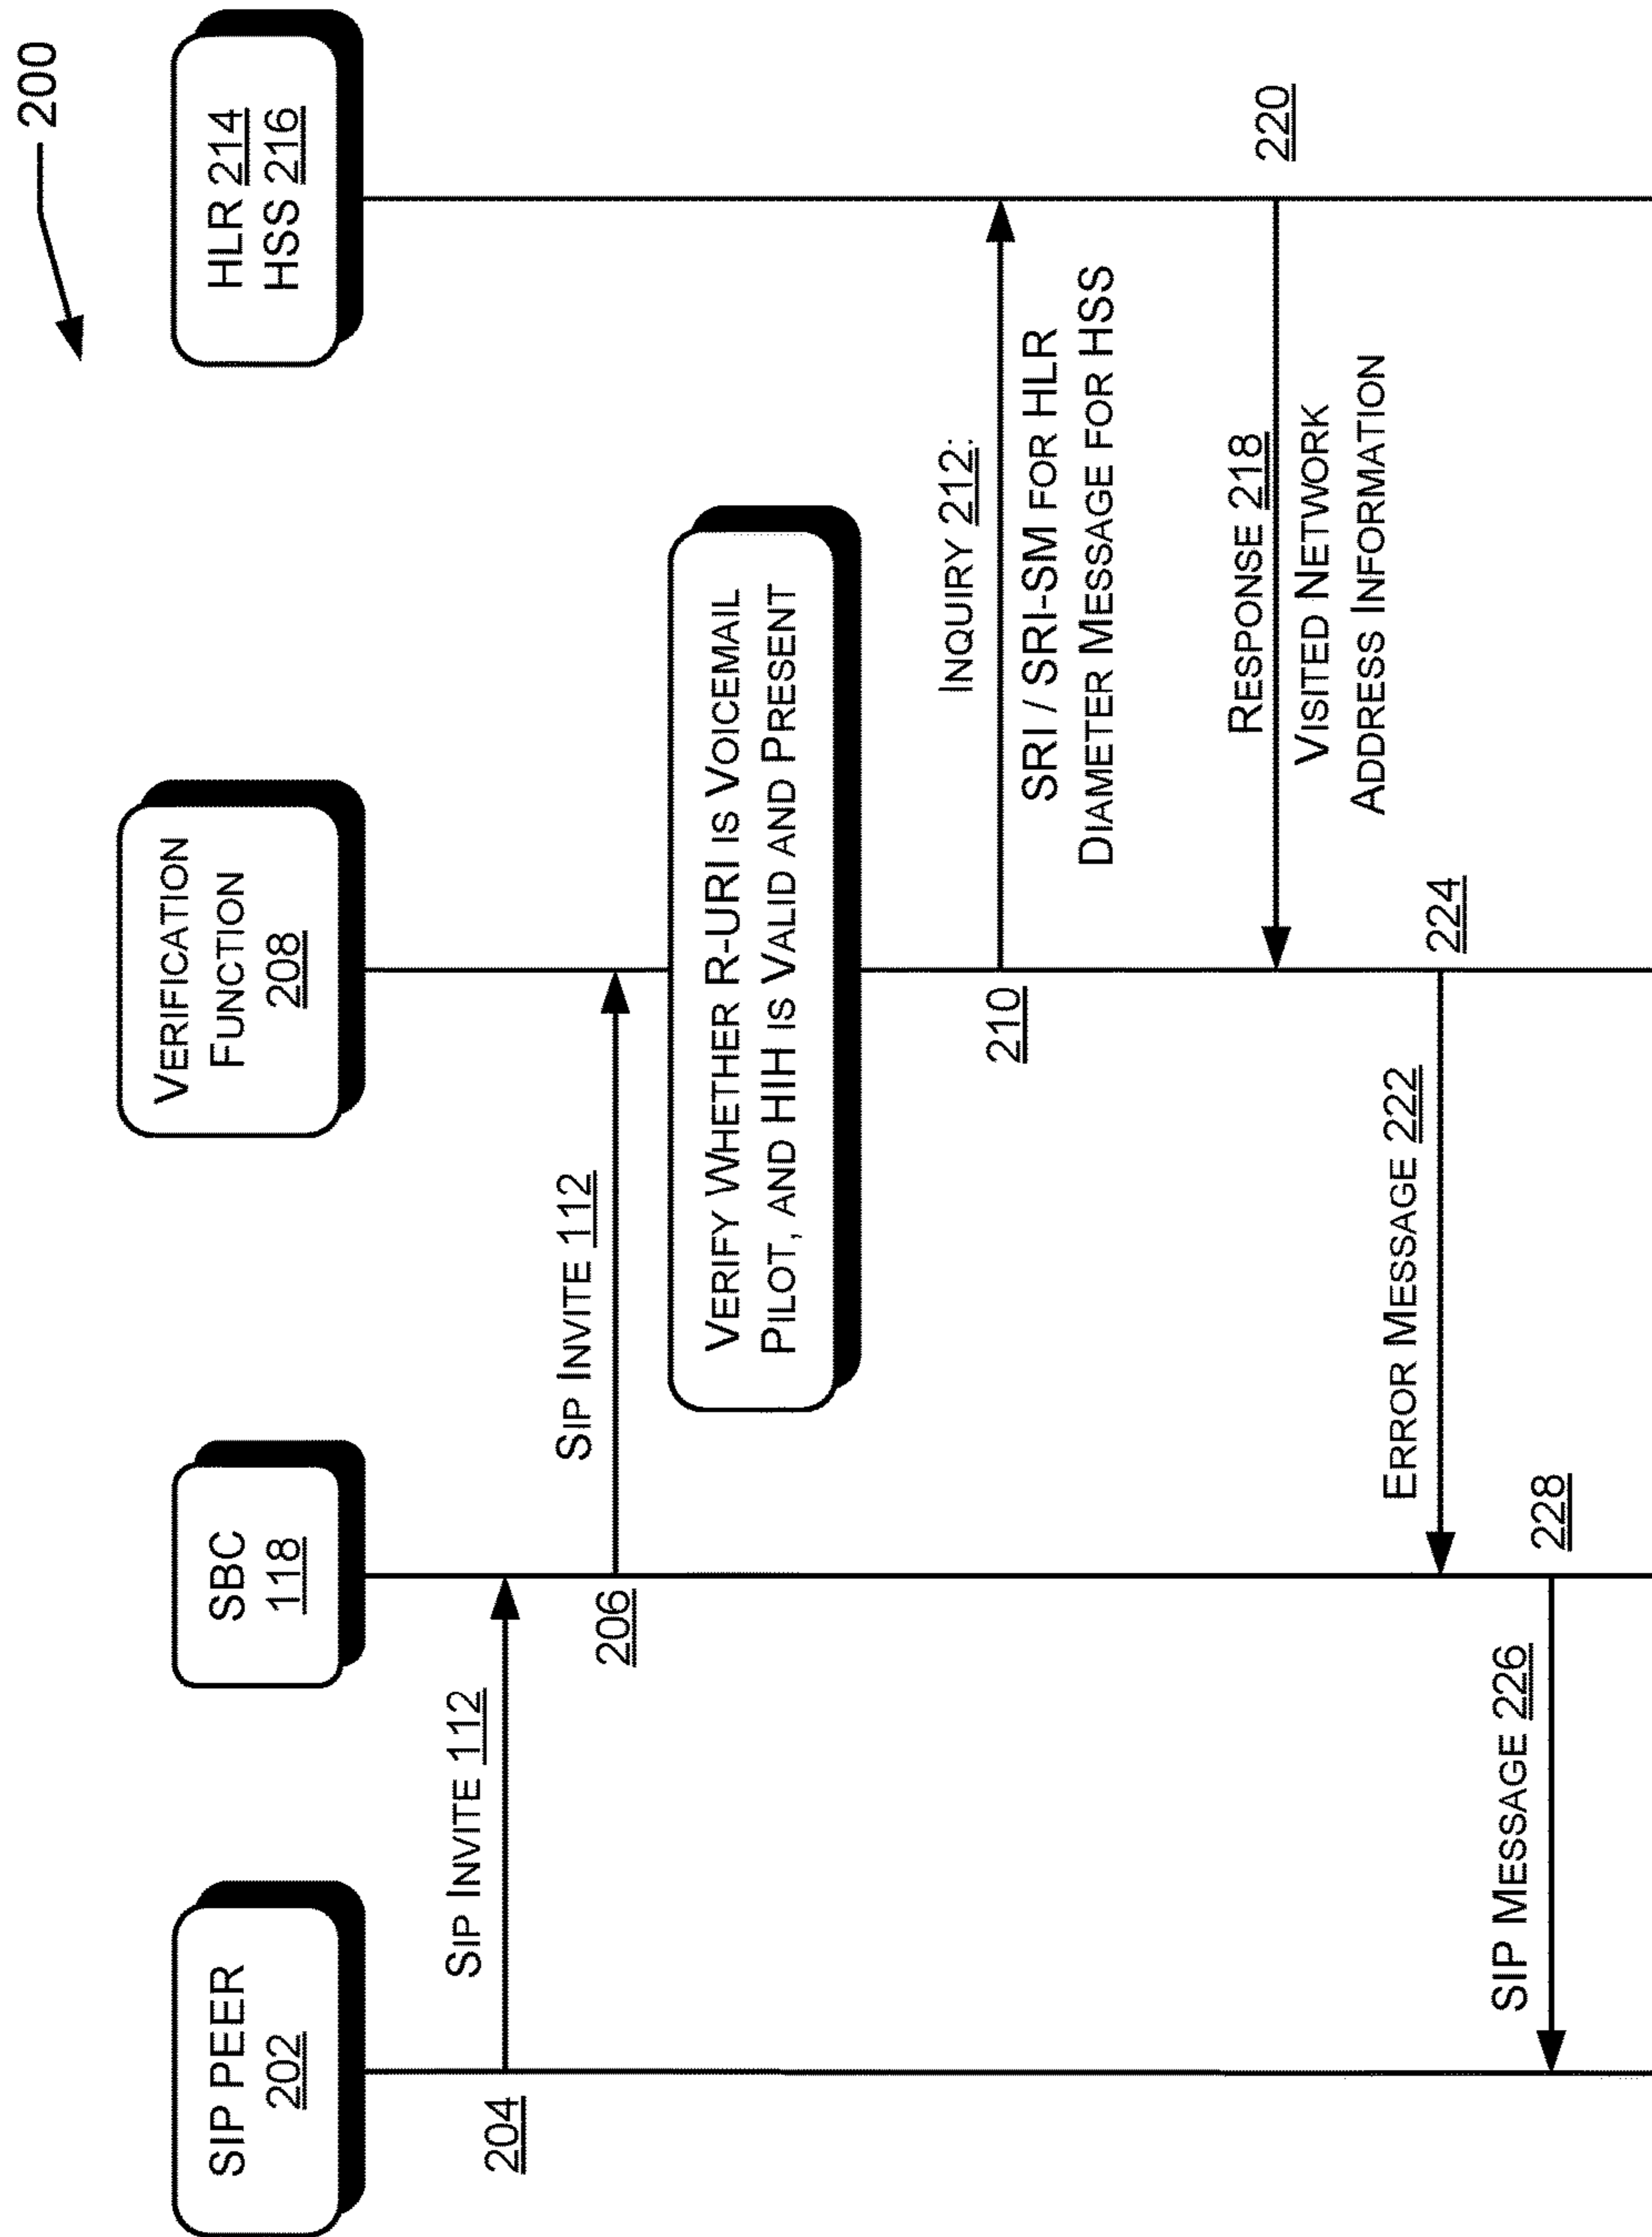 200
SIP PEER
202
SBC
118
VERIFICATION
FUNCTION
208
HLR 214
HSS 216
204
SIP INVITE 112
206
SIP INVITE 112
VERIFY WHETHER R-URI IS VOICEMAIL
PILOT, AND HIH IS VALID AND PRESENT
210
INQUIRY 212:
SRI / SRI-SM FOR HLR
DIAMETER MESSAGE FOR HSS
RESPONSE 218
220
VISITED NETWORK
ADDRESS INFORMATION
ERROR MESSAGE 222
224
SIP MESSAGE 226
228